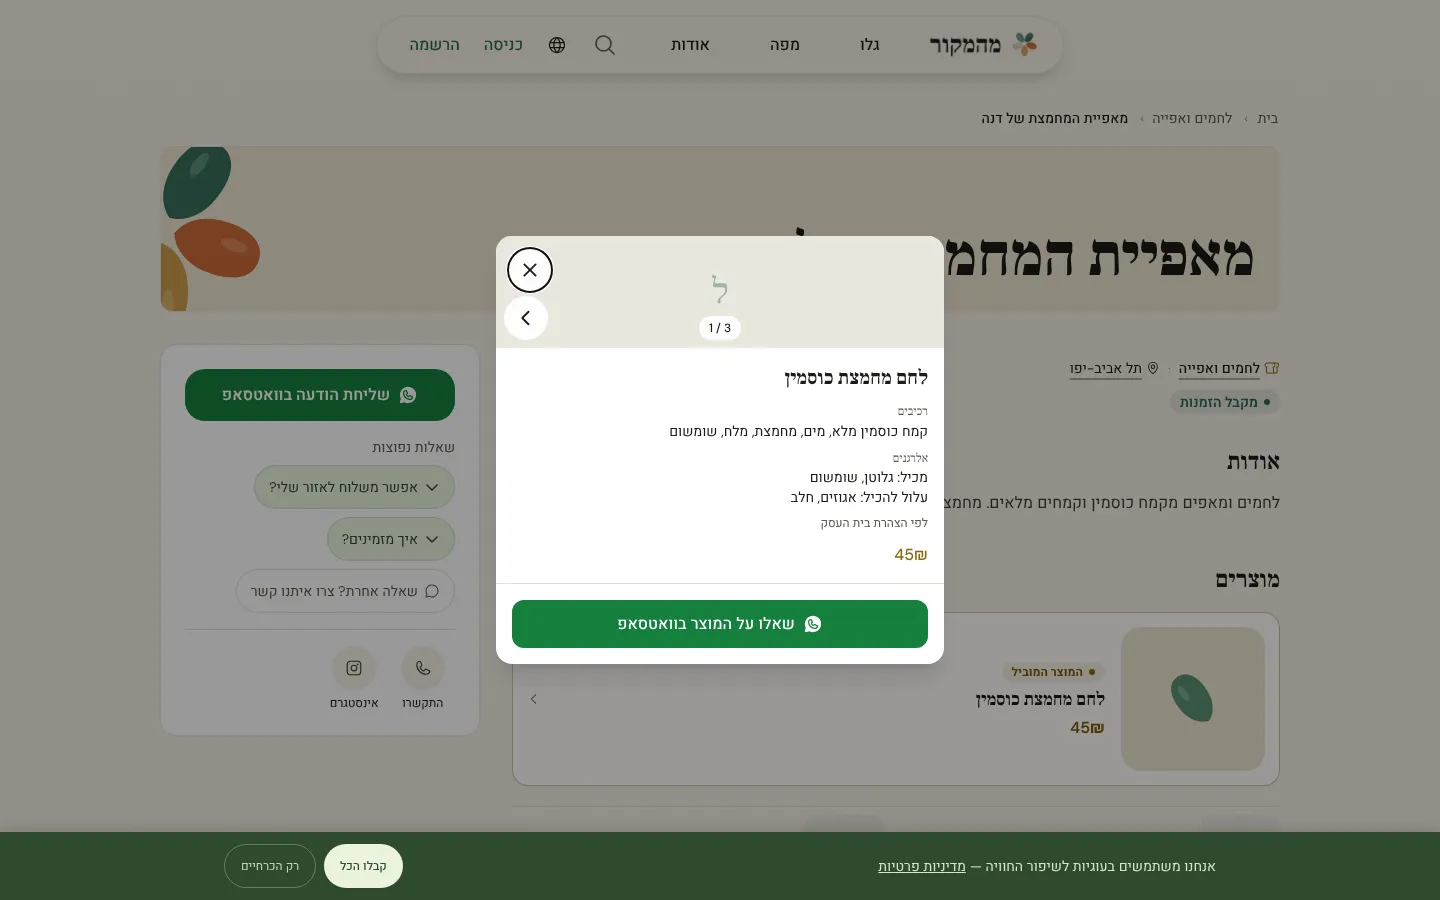 מהמקור
גלו
מפה
אודות
כניסה
הרשמה
בית › לחמים ואפייה › מאפיית המחמצת של דנה
מאפיית המחמ
לחמים ואפייה · תל אביב-יפו
מקבל הזמנות
אודות
לחמים ומאפים מקמח כוסמין וקמחים מלאים. מחמצ
מוצרים
המוצר המוביל
לחם מחמצת כוסמין
45₪
ל
1 / 3
לחם מחמצת כוסמין
רכיבים
קמח כוסמין מלא, מים, מחמצת, מלח, שומשום
אלרגנים
מכיל: גלוטן, שומשום
עלול להכיל: אגוזים, חלב
לפי הצהרת בית העסק
45₪
שאלו על המוצר בוואטסאפ
שליחת הודעה בוואטסאפ
שאלות נפוצות
אפשר משלוח לאזור שלי?
איך מזמינים?
שאלה אחרת? צרו איתנו קשר
התקשרו
אינסטגרם
אנחנו משתמשים בעוגיות לשיפור החוויה — מדיניות פרטיות
קבלו הכל
רק הכרחיים